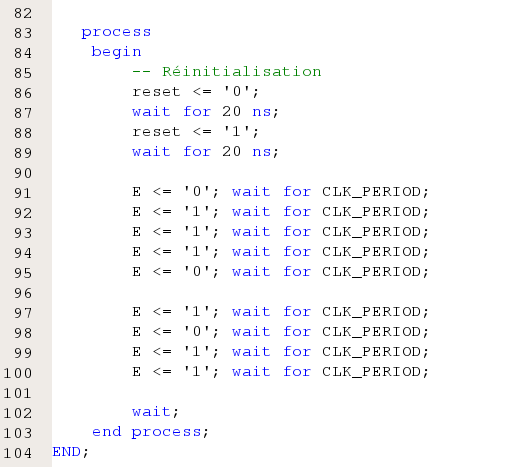 82
83 process
84 begin
85 -- Réinitialisation
86 reset <= '0';
87 wait for 20 ns;
88 reset <= '1';
89 wait for 20 ns;
90
91 E <= '0'; wait for CLK_PERIOD;
92 E <= '1'; wait for CLK_PERIOD;
93 E <= '1'; wait for CLK_PERIOD;
94 E <= '1'; wait for CLK_PERIOD;
95 E <= '0'; wait for CLK_PERIOD;
96
97 E <= '1'; wait for CLK_PERIOD;
98 E <= '0'; wait for CLK_PERIOD;
99 E <= '1'; wait for CLK_PERIOD;
100 E <= '1'; wait for CLK_PERIOD;
101
102 wait;
103 end process;
104 END;